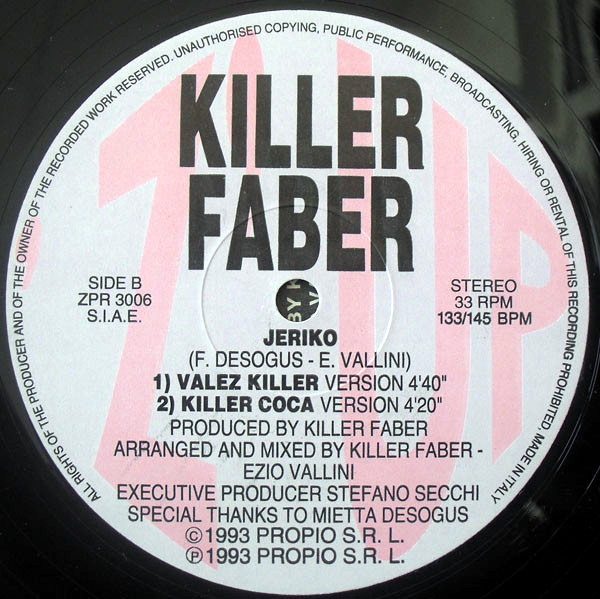 ALL RIGHTS OF THE PRODUCER AND OF THE OWNER OF THE RECORDED WORK RESERVED. UNAUTHORISED COPYING, PUBLIC PERFORMANCE, BROADCASTING, HIRING OR RENTAL OF THIS RECORDING PROHIBITED. MADE IN ITALY
KILLER
FABER
SIDE B
ZPR 3006
S.I.A.E.
STEREO
33 RPM
133/145 BPM
JERIKO
(F. DESOGUS - E. VALLINI)
1) VALEZ KILLER VERSION 4'40"
2) KILLER COCA VERSION 4'20"
PRODUCED BY KILLER FABER
ARRANGED AND MIXED BY KILLER FABER -
EZIO VALLINI
EXECUTIVE PRODUCER STEFANO SECCHI
SPECIAL THANKS TO MIETTA DESOGUS
© 1993 PROPIO S.R.L.
℗ 1993 PROPIO S.R.L.